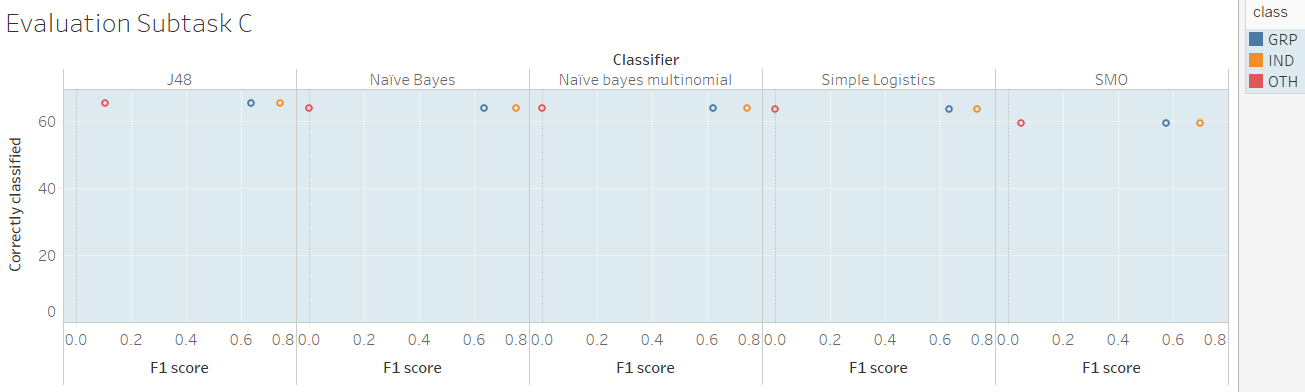 Evaluation Subtask C
class
GRP
IND
OTH
Classifier
J48 Naïve Bayes Naïve bayes multinomial Simple Logistics SMO
Correctly classified
60
40
20
0
0.0 0.2 0.4 0.6 0.8 0.0 0.2 0.4 0.6 0.8 0.0 0.2 0.4 0.6 0.8 0.0 0.2 0.4 0.6 0.8 0.0 0.2 0.4 0.6 0.8
F1 score F1 score F1 score F1 score F1 score